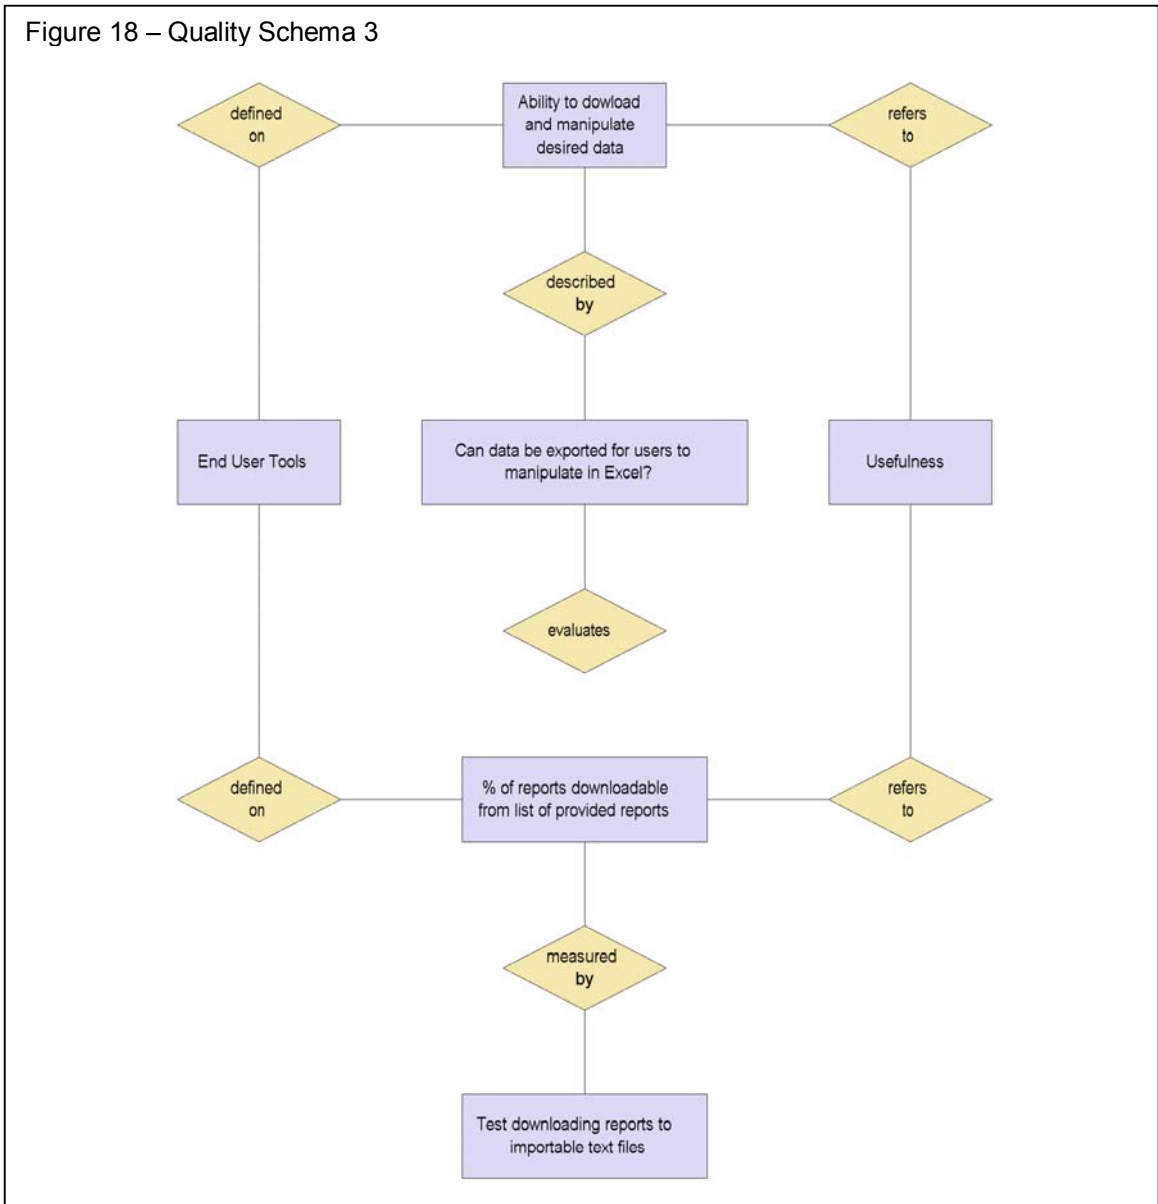 Figure 18 – Quality Schema 3
defined
on
Ability to dowload
and manipulate
desired data
refers
to
described
by
End User Tools
Can data be exported for users to
manipulate in Excel?
Usefulness
evaluates
defined
on
% of reports downloadable
from list of provided reports
refers
to
measured
by
Test downloading reports to
importable text files